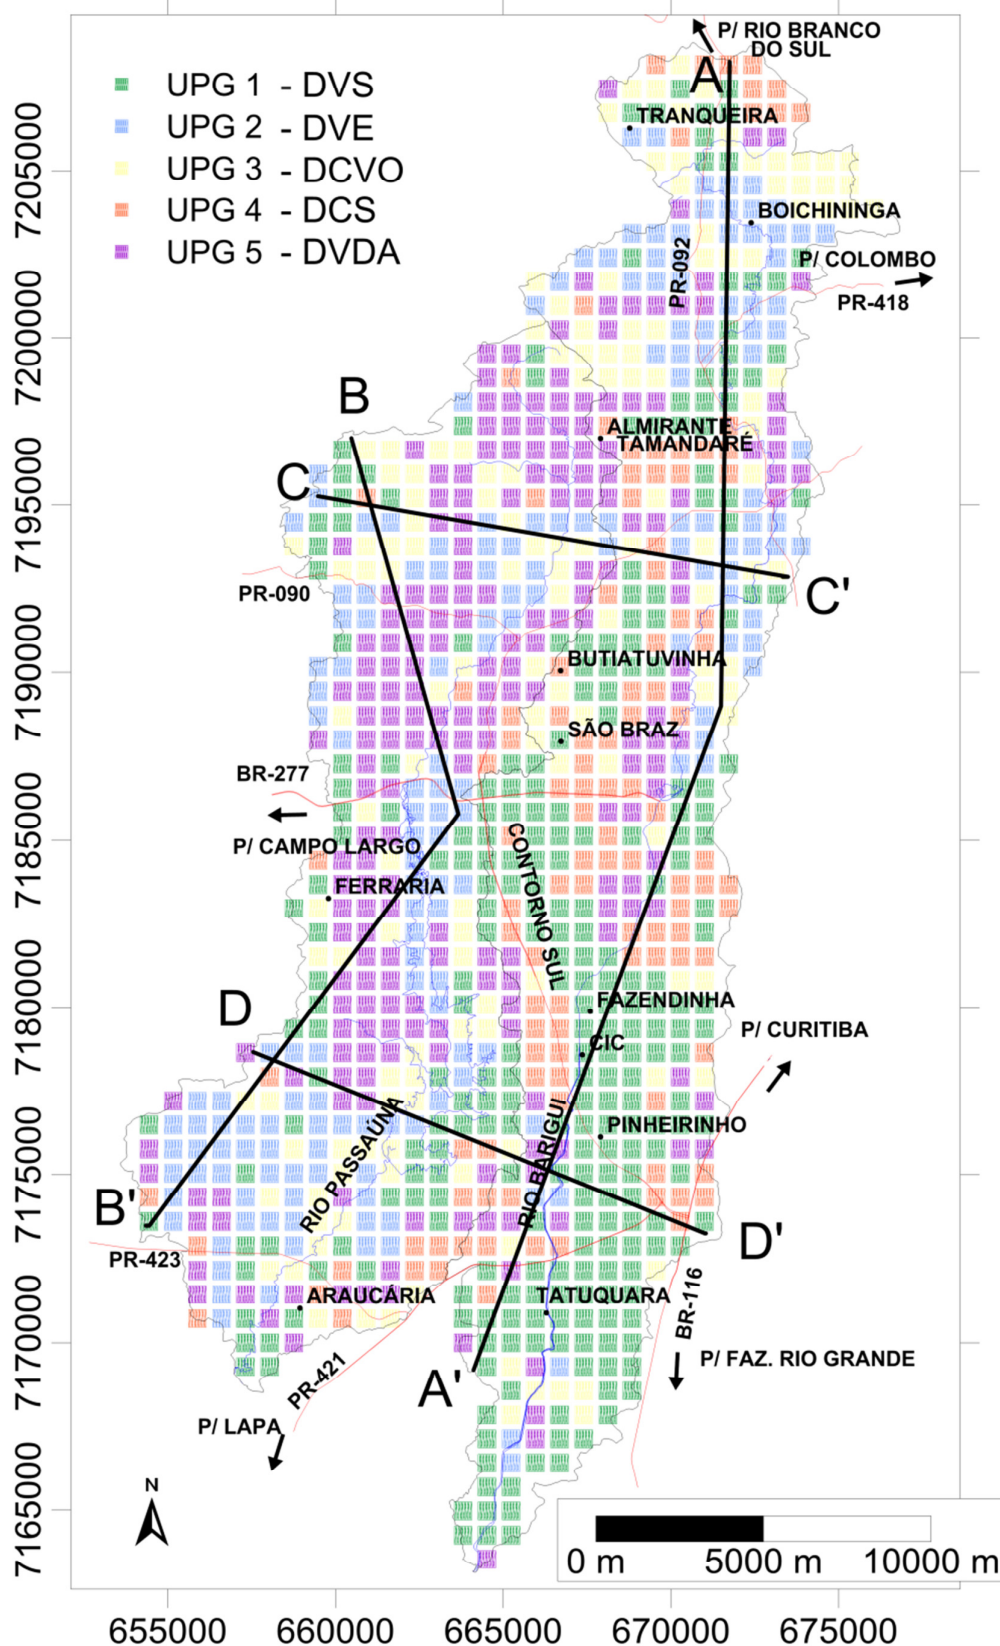 P/ RIO BRANCO
DO SUL
A
UPG 1 - DVS
UPG 2 - DVE
UPG 3 - DCVO
UPG 4 - DCS
UPG 5 - DVDA
TRANQUEIRA
BOICHININGA
PR-092
P/ COLOMBO
PR-418
B
ALMIRANTE
TAMANDARÉ
C
C'
PR-090
BUTIATUVINHA
SÃO BRAZ
BR-277
P/ CAMPO LARGO
CONTORNO SUL
FERRARIA
D
FAZENDINHA
CIC
P/ CURITIBA
RIO PASSAÚNA
RIO BARIGUI
PINHEIRINHO
B'
D'
PR-423
ARAUCÁRIA
TATUQUARA
BR-116
PR-421
A'
P/ FAZ. RIO GRANDE
P/ LAPA
N
0 m 5000 m 10000 m
7205000
7200000
7195000
7190000
7185000
7180000
7175000
7170000
7165000
655000 660000 665000 670000 675000